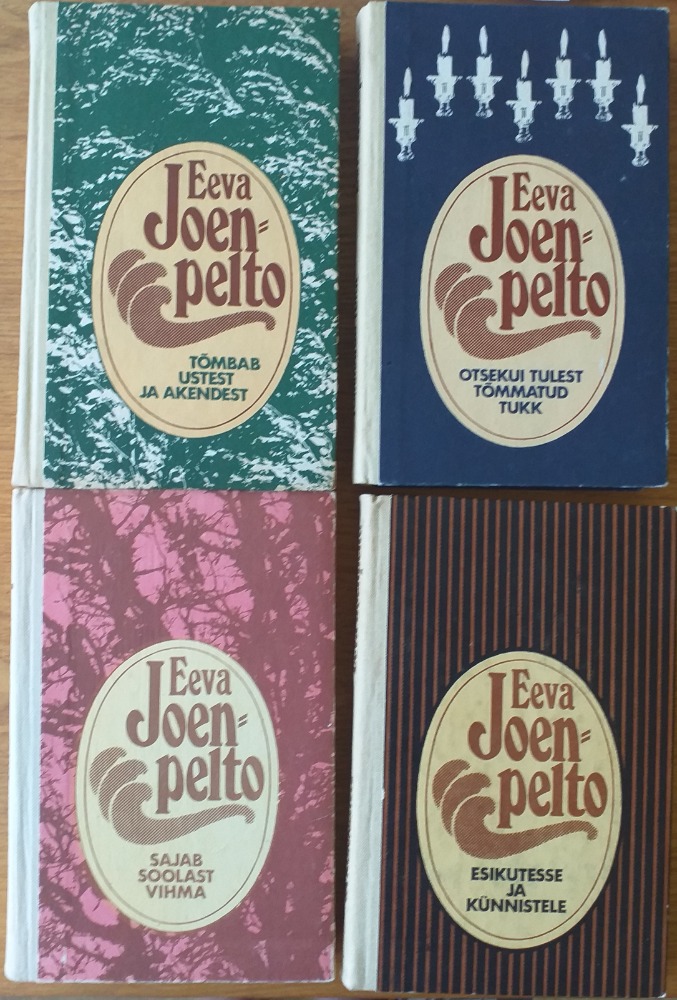 Eeva
Joen=
pelto
TÕMBAB
USTEST
JA AKENDEST
Eeva
Joen=
pelto
OTSEKUI TULEST
TÕMMATUD
TUKK
Eeva
Joen=
pelto
SAJAB
SOOLAST
VIHMA
Eeva
Joen=
pelto
ESIKUTESSE
JA
KÜNNISTELE